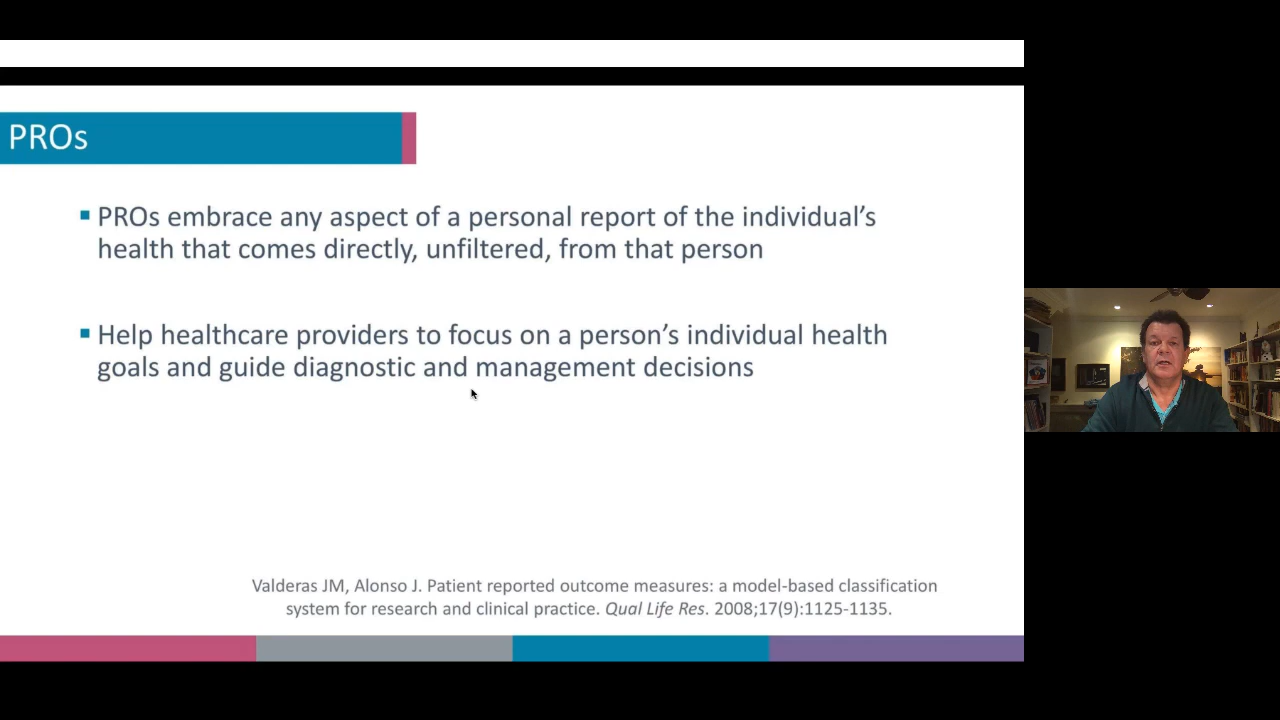 PROs
PROs embrace any aspect of a personal report of the individual’s
health that comes directly, unfiltered, from that person
Help healthcare providers to focus on a person’s individual health
goals and guide diagnostic and management decisions
Valderas JM, Alonso J. Patient reported outcome measures: a model-based classification
system for research and clinical practice. Qual Life Res. 2008;17(9):1125-1135.